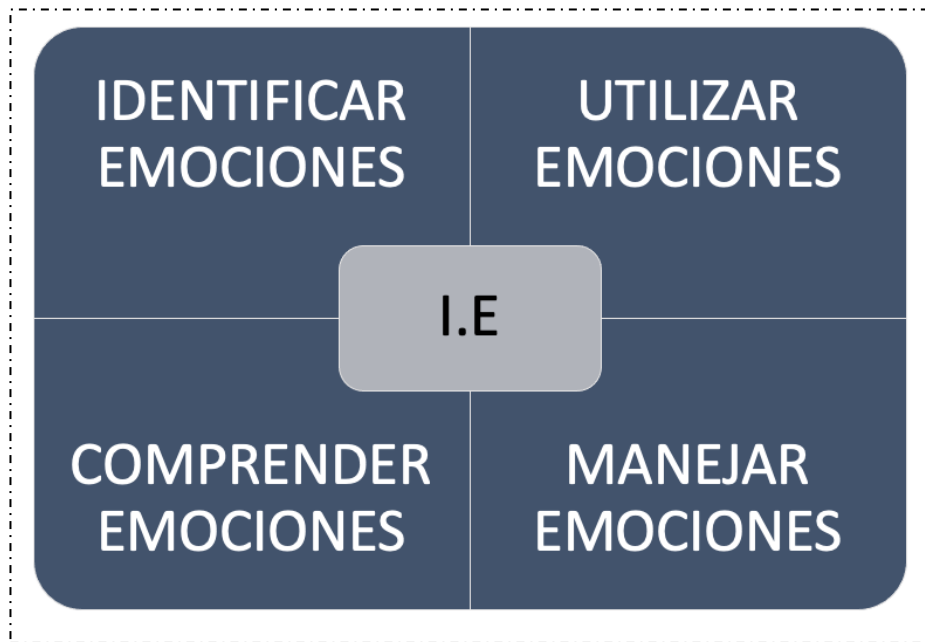 IDENTIFICAR
EMOCIONES
UTILIZAR
EMOCIONES
I.E
COMPRENDER
EMOCIONES
MANEJAR
EMOCIONES